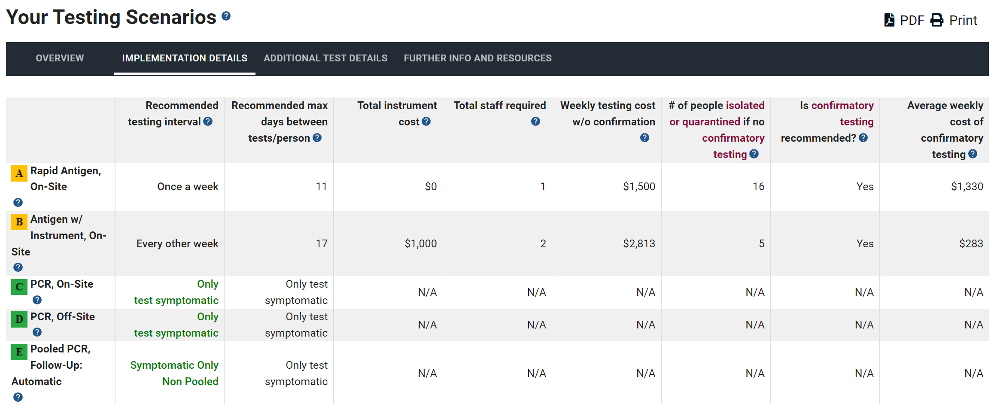 Your Testing Scenarios ?
PDF Print
OVERVIEW IMPLEMENTATION DETAILS ADDITIONAL TEST DETAILS FURTHER INFO AND RESOURCES
Recommended
testing interval ?
Recommended max
days between
tests/person ?
Total instrument
cost ?
Total staff required
?
Weekly testing cost
w/o confirmation
?
# of people isolated
or quarantined if no
confirmatory
testing ?
Is confirmatory
testing
recommended? ?
Average weekly
cost of
confirmatory
testing ?
A Rapid Antigen,
On-Site
?
Once a week
11
$0
1
$1,500
16
Yes
$1,330
B Antigen w/
Instrument, On-
Site
?
Every other week
17
$1,000
2
$2,813
5
Yes
$283
C PCR, On-Site
?
Only
test symptomatic
Only test
symptomatic
N/A
N/A
N/A
N/A
N/A
N/A
D PCR, Off-Site
?
Only
test symptomatic
Only test
symptomatic
N/A
N/A
N/A
N/A
N/A
N/A
E Pooled PCR,
Follow-Up:
Automatic
?
Symptomatic Only
Non Pooled
Only test
symptomatic
N/A
N/A
N/A
N/A
N/A
N/A